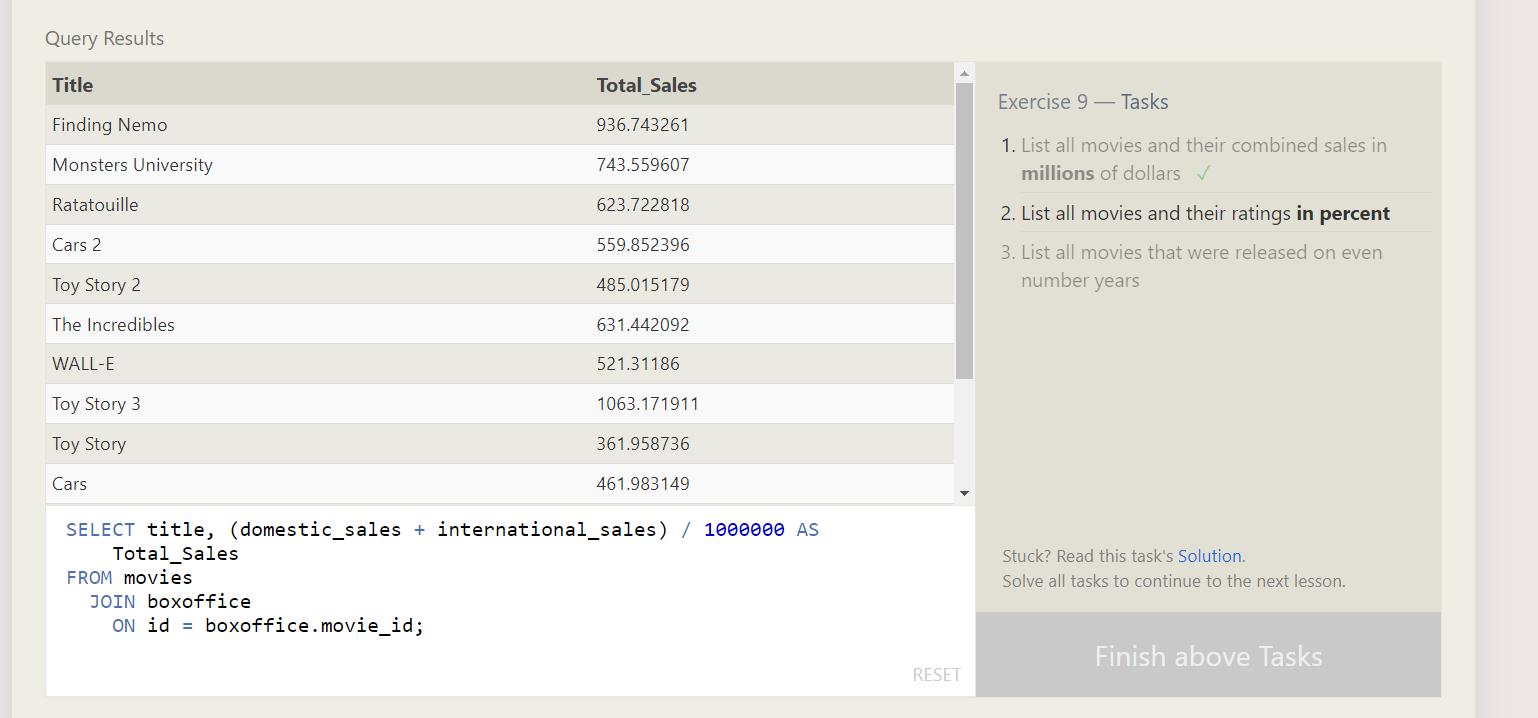 Query Results
Title Total_Sales
Finding Nemo 936.743261
Monsters University 743.559607
Ratatouille 623.722818
Cars 2 559.852396
Toy Story 2 485.015179
The Incredibles 631.442092
WALL-E 521.31186
Toy Story 3 1063.171911
Toy Story 361.958736
Cars 461.983149
SELECT title, (domestic_sales + international_sales) / 1000000 AS
Total_Sales
FROM movies
JOIN boxoffice
ON id = boxoffice.movie_id;
RESET
Exercise 9 — Tasks
1. List all movies and their combined sales in
millions of dollars ✓
2. List all movies and their ratings in percent
3. List all movies that were released on even
number years
Stuck? Read this task's Solution.
Solve all tasks to continue to the next lesson.
Finish above Tasks